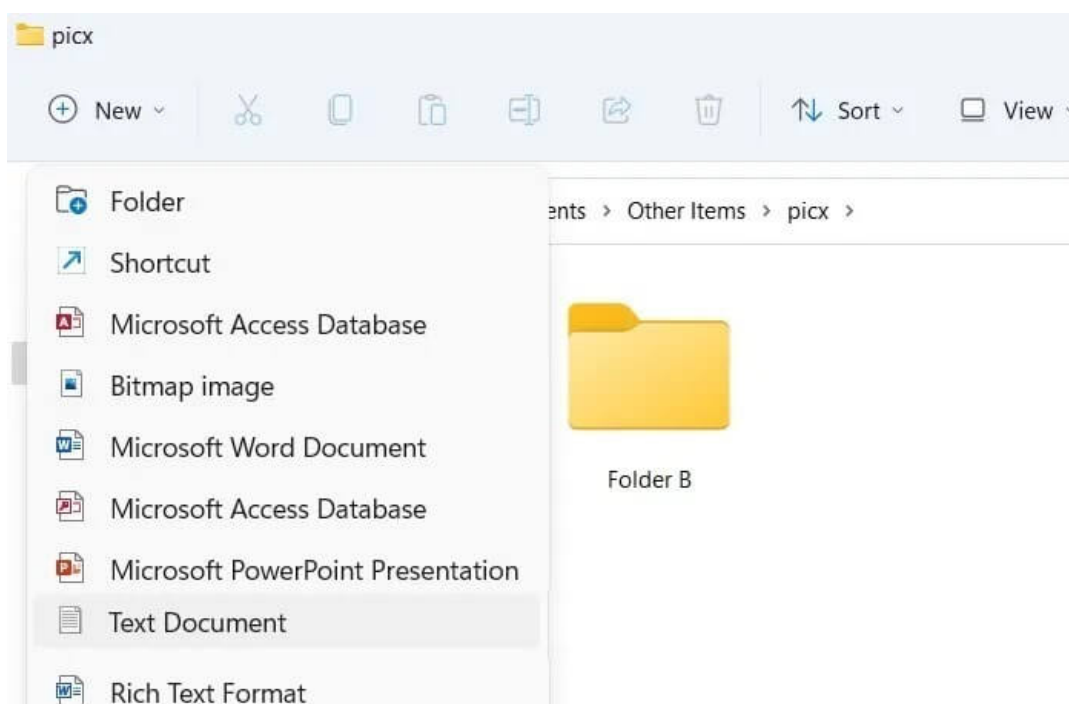 picx
New Sort View
Folder
ents > Other Items > picx >
Shortcut
Microsoft Access Database
Bitmap image
Microsoft Word Document
Folder B
Microsoft Access Database
Microsoft PowerPoint Presentation
Text Document
Rich Text Format